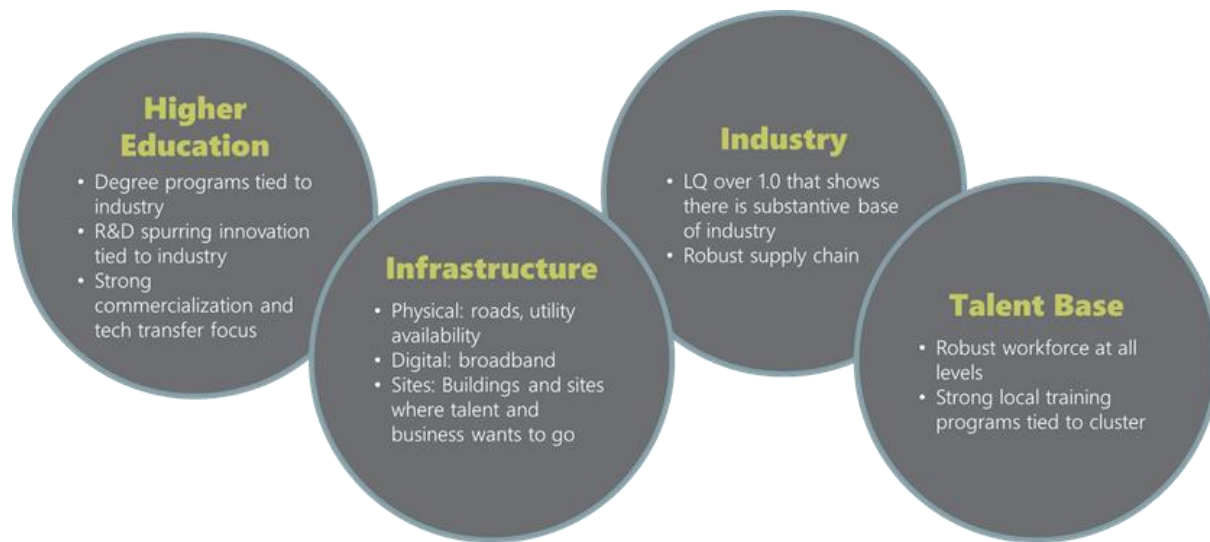 Higher
Education
• Degree programs tied to
industry
• R&D spurring innovation
tied to industry
• Strong
commercialization and
tech transfer focus
Infrastructure
• Physical: roads, utility
availability
• Digital: broadband
• Sites: Buildings and sites
where talent and
business wants to go
Industry
• LQ over 1.0 that shows
there is substantive base
of industry
• Robust supply chain
Talent Base
• Robust workforce at all
levels
• Strong local training
programs tied to cluster